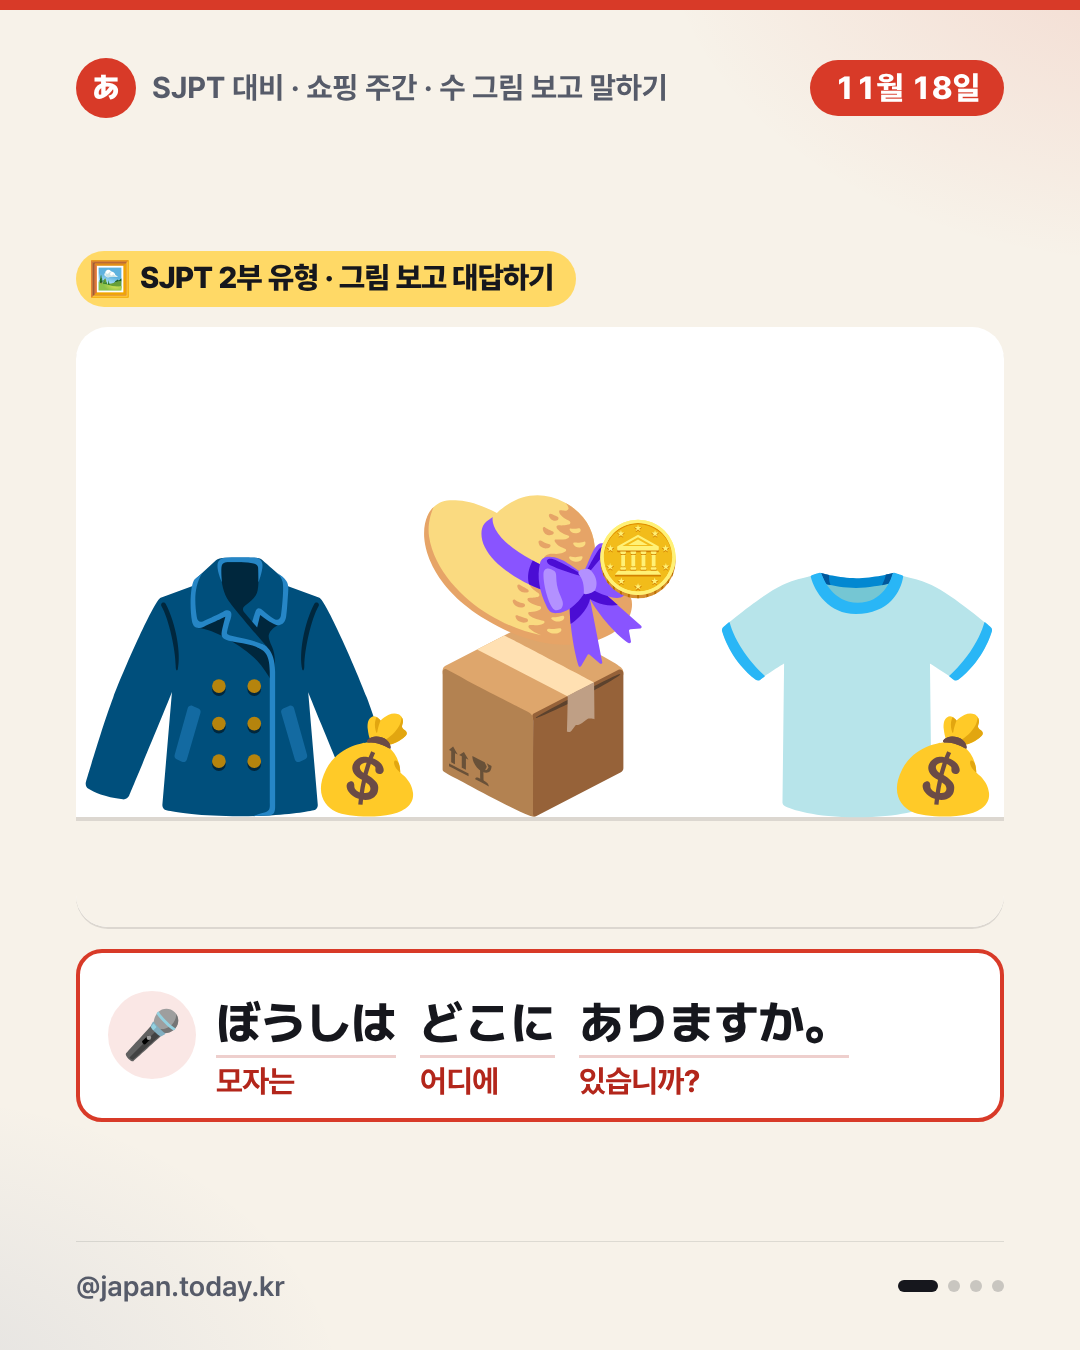 あ SJPT 대비 · 쇼핑 주간 · 수 그림 보고 말하기
11월 18일
SJPT 2부 유형 · 그림 보고 대답하기
$ $
ぼうしは どこに ありますか。
모자는 어디에 있습니까?
@japan.today.kr